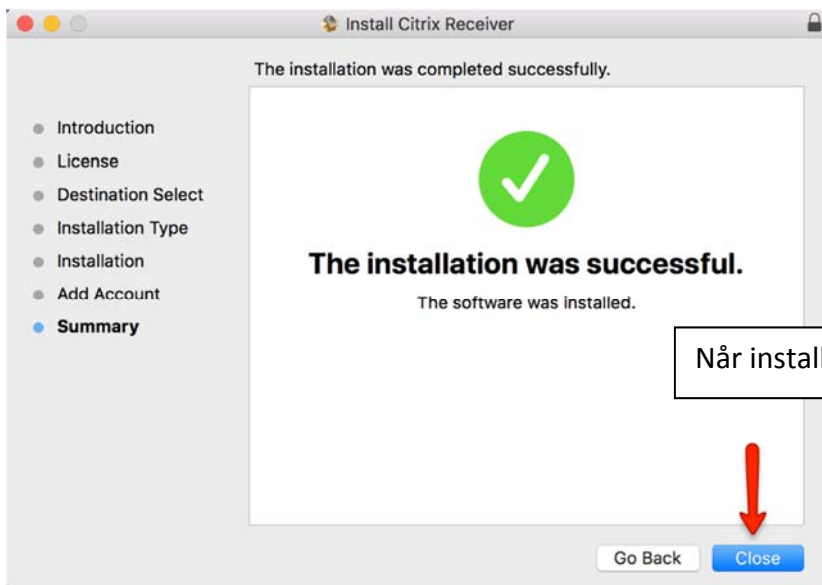 Install Citrix Receiver
The installation was completed successfully.
Introduction
License
Destination Select
Installation Type
Installation
Add Account
Summary
The installation was successful.
The software was installed.
Når
Go Back
Close